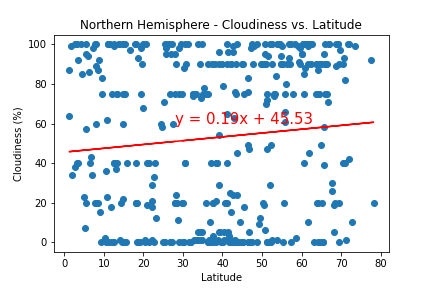 Northern Hemisphere - Cloudiness vs. Latitude
100
80
60
40
20
0
Cloudiness (%)
y = 0.19x + 45.53
0 10 20 30 40 50 60 70 80
Latitude